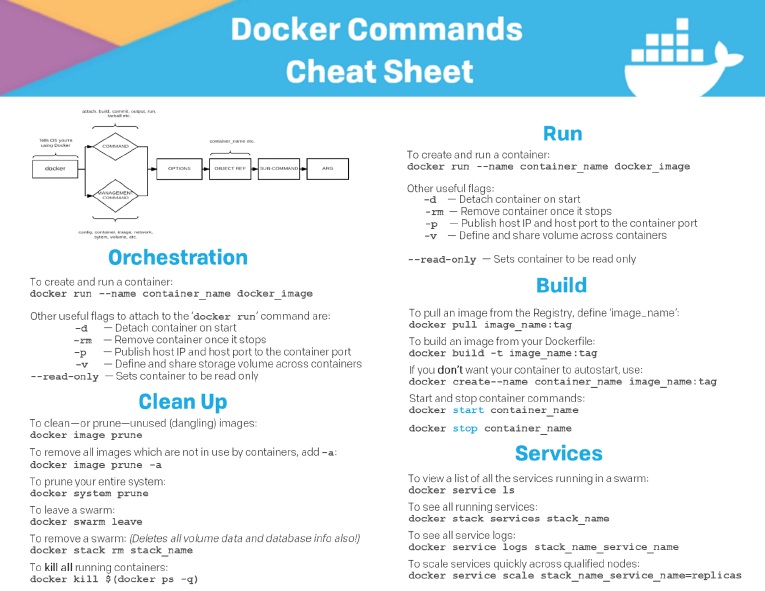 Docker Commands
Cheat Sheet
attach, build, commit, output, run,
install etc.
Tells OS you're
using Docker
docker
COMMAND
MANAGEMENT
COMMAND
config, container, image, network,
system, volume, etc.
OPTIONS
container_name etc.
OBJECT REF
SUB-COMMAND
ARG
Orchestration
To create and run a container:
docker run --name container_name docker_image
Other useful flags to attach to the 'docker run' command are:
-d — Detach container on start
-rm — Remove container once it stops
-p — Publish host IP and host port to the container port
-v — Define and share storage volume across containers
--read-only — Sets container to be read only
Clean Up
To clean—or prune—unused (dangling) images:
docker image prune
To remove all images which are not in use by containers, add -a:
docker image prune -a
To prune your entire system:
docker system prune
To leave a swarm:
docker swarm leave
To remove a swarm: (Deletes all volume data and database info also!)
docker stack rm stack_name
To kill all running containers:
docker kill $(docker ps -q)
Run
To create and run a container:
docker run --name container_name docker_image
Other useful flags:
-d — Detach container on start
-rm — Remove container once it stops
-p — Publish host IP and host port to the container port
-v — Define and share volume across containers
--read-only — Sets container to be read only
Build
To pull an image from the Registry, define 'image_name':
docker pull image_name:tag
To build an image from your Dockerfile:
docker build -t image_name:tag
If you don't want your container to autostart, use:
docker create--name container_name image_name:tag
Start and stop container commands:
docker start container_name
docker stop container_name
Services
To view a list of all the services running in a swarm:
docker service ls
To see all running services:
docker stack services stack_name
To see all service logs:
docker service logs stack_name_service_name
To scale services quickly across qualified nodes:
docker service scale stack_name_service_name=replicas